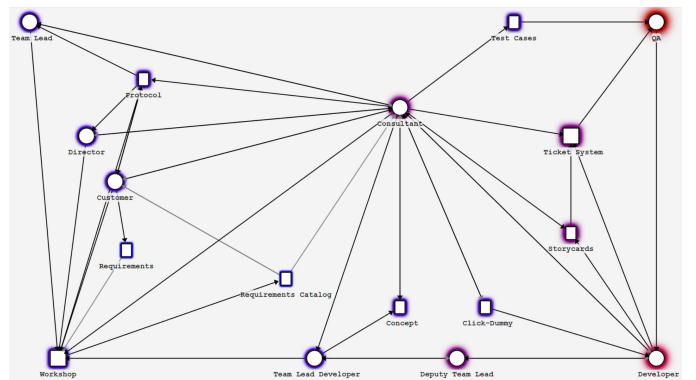 Team Lead
Test Cases
QA
Protocol
Consultant
Director
Ticket System
Customer
Requirements
Storycards
Requirements Catalog
Concept
Click-Dummy
Workshop
Team Lead Developer
Deputy Team Lead
Developer